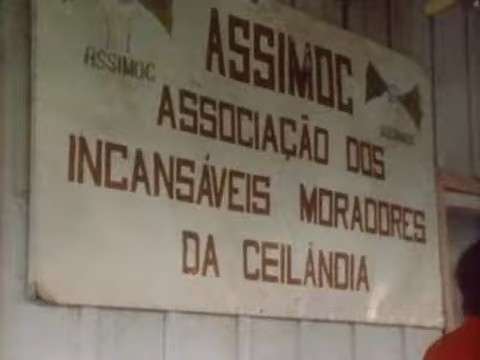 ASSIMOC
ASSIMOC
ASSOCIAÇÃO DOS
INCANSÁVEIS MORADORES
DA CEILÂNDIA